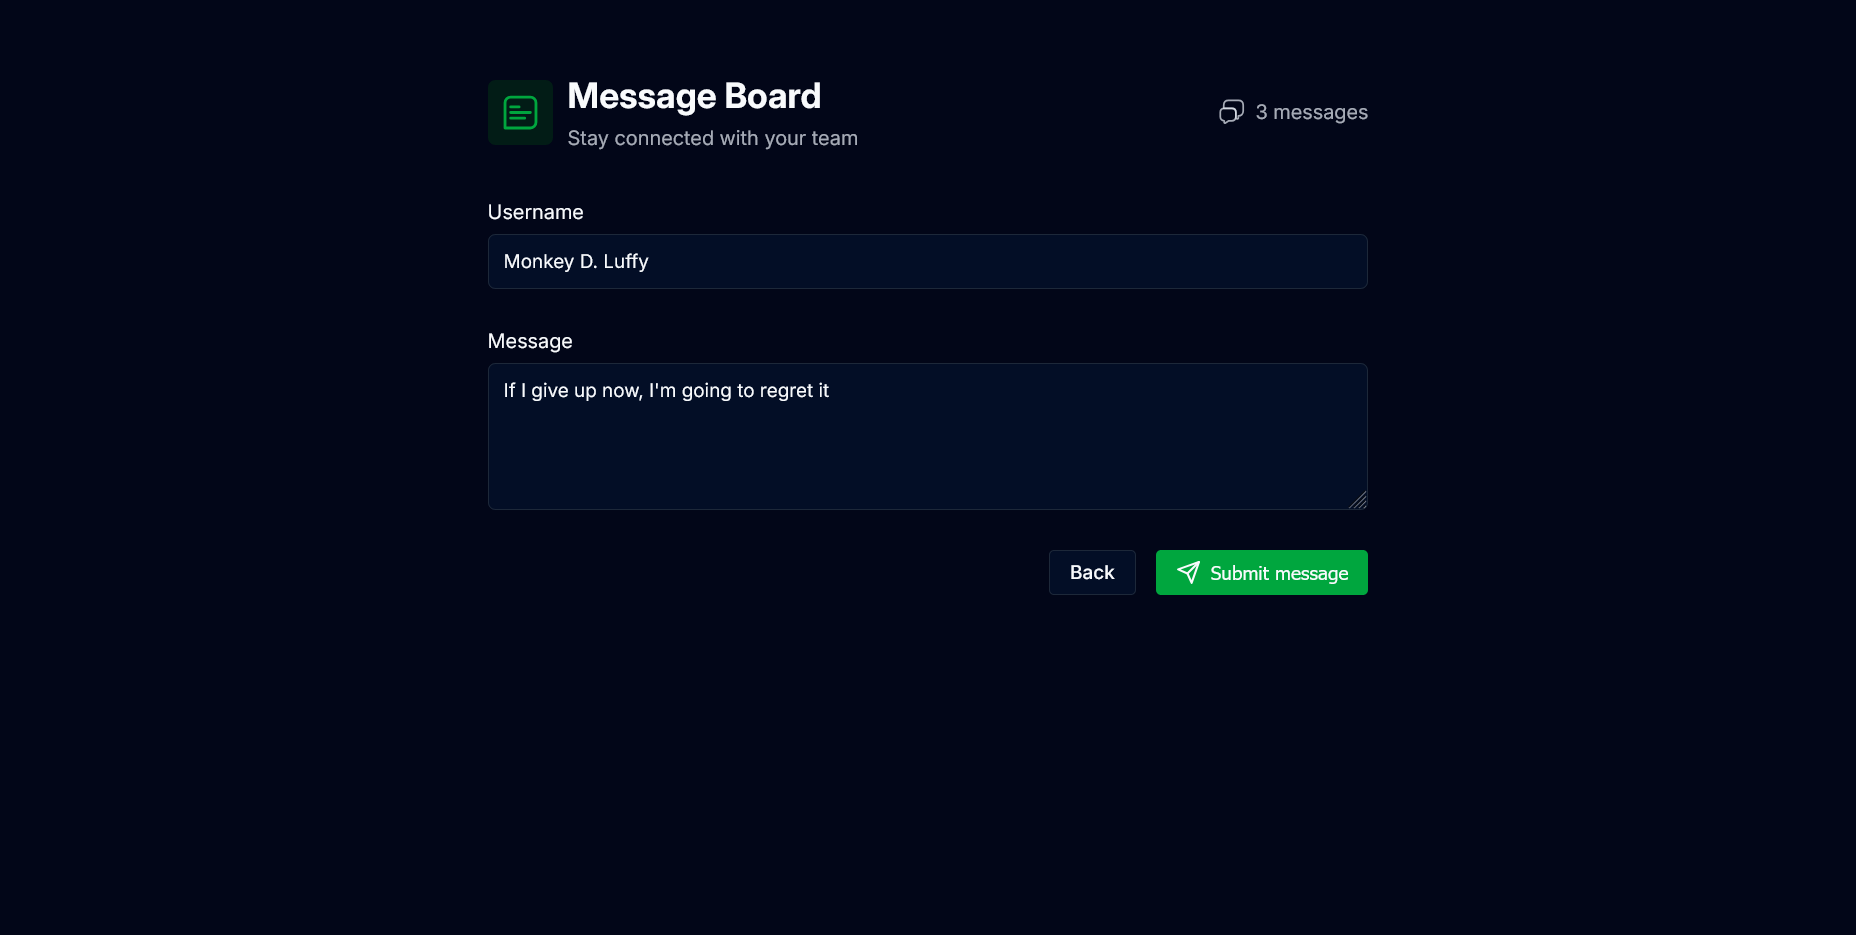 Message Board
Stay connected with your team
3 messages
Username
Monkey D. Luffy
Message
If I give up now, I'm going to regret it
Back
Submit message